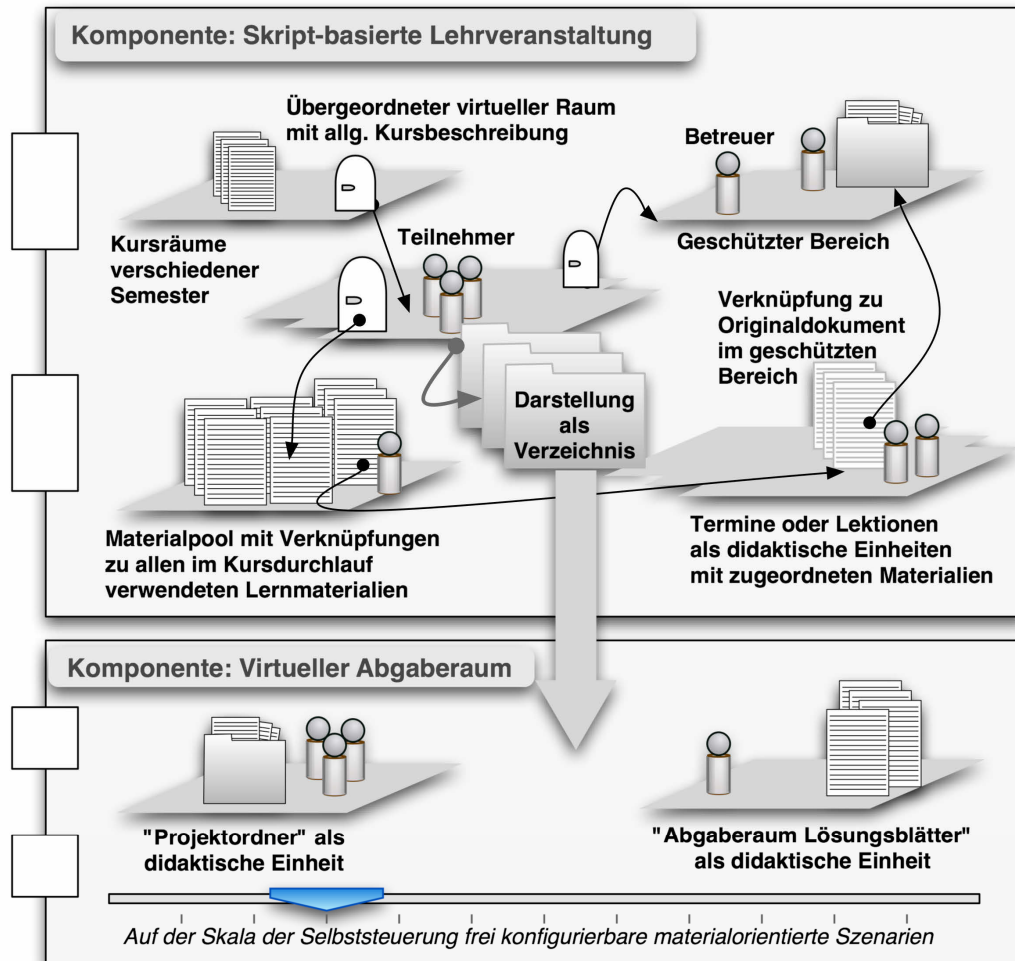 Komponente: Skript-basierte Lehrveranstaltung
Übergeordneter virtueller Raum
mit allg. Kursbeschreibung
Betreuer
Kursräume
verschiedener
Semester
Teilnehmer
Geschützter Bereich
Verknüpfung zu
Originaldokument
im geschützten
Bereich
Darstellung
als
Verzeichnis
Materialpool mit Verknüpfungen
zu allen im Kursdurchlauf
verwendeten Lernmaterialien
Termine oder Lektionen
als didaktische Einheiten
mit zugeordneten Materialien
Komponente: Virtueller Abgaberaum
"Projektordner" als
didaktische Einheit
"Abgaberaum Lösungsblätter"
als didaktische Einheit
Auf der Skala der Selbststeuerung frei konfigurierbare materialorientierte Szenarien